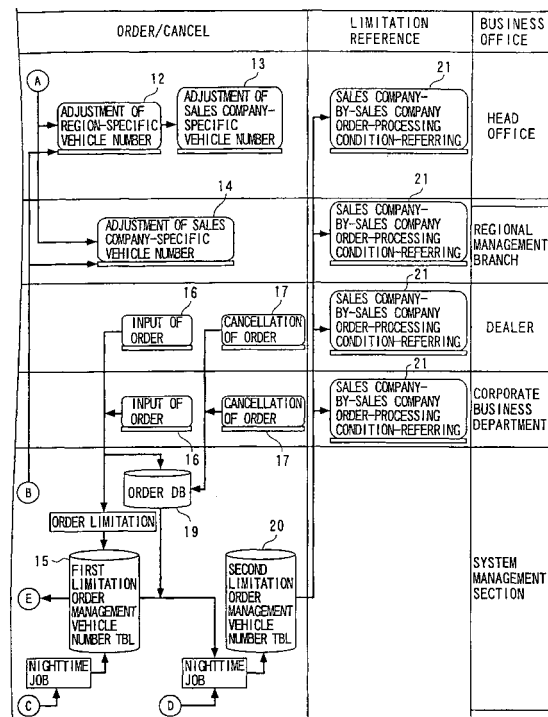 ORDER/CANCEL
LIMITATION
REFERENCE
BUSINESS
OFFICE
A
12
ADJUSTMENT OF
REGION-SPECIFIC
VEHICLE NUMBER
13
ADJUSTMENT OF
SALES COMPANY-
SPECIFIC
VEHICLE NUMBER
21
SALES COMPANY-
BY-SALES COMPANY
ORDER-PROCESSING
CONDITION-REFERRING
HEAD
OFFICE
14
ADJUSTMENT OF SALES
COMPANY-SPECIFIC
VEHICLE NUMBER
21
SALES COMPANY-
BY-SALES COMPANY
ORDER-PROCESSING
CONDITION-REFERRING
REGIONAL
MANAGEMENT
BRANCH
16
INPUT OF
ORDER
17
CANCELLATION
OF ORDER
21
SALES COMPANY-
BY-SALES COMPANY
ORDER-PROCESSING
CONDITION-REFERRING
DEALER
INPUT OF
ORDER
16
CANCELLATION
OF ORDER
17
21
SALES COMPANY-
BY-SALES COMPANY
ORDER-PROCESSING
CONDITION-REFERRING
CORPORATE
BUSINESS
DEPARTMENT
B
ORDER DB
19
ORDER LIMITATION
15
FIRST
LIMITATION
ORDER
MANAGEMENT
VEHICLE
NUMBER TBL
E
20
SECOND
LIMITATION
ORDER
MANAGEMENT
VEHICLE
NUMBER TBL
SYSTEM
MANAGEMENT
SECTION
NIGHTTIME
JOB
C
NIGHTTIME
JOB
D